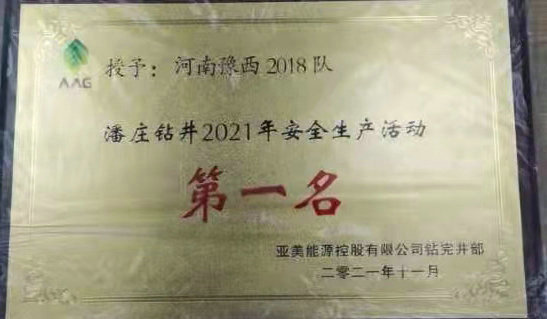 AAG
授予：河南豫西2018队
潘庄钻井2021年安全生产活动
第一名
亚美能源控股有限公司钻完井部
二零二一年十一月